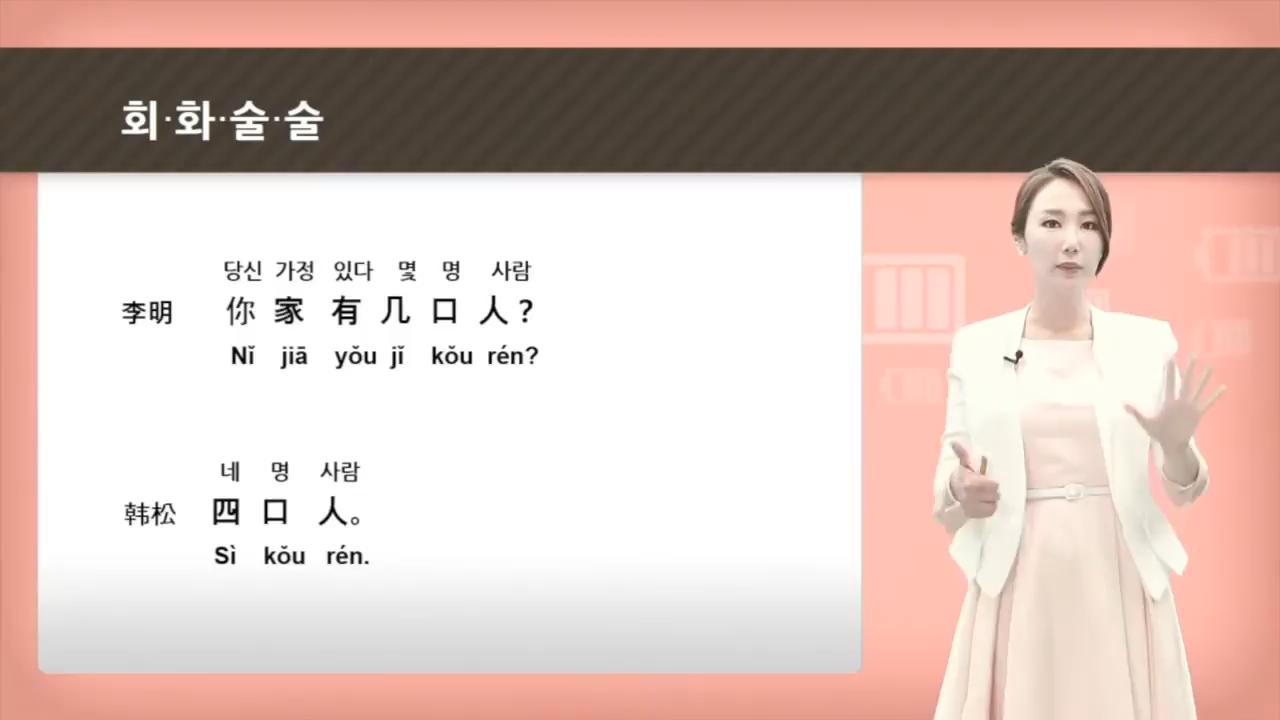 회·화·술·술
당신 가정 있다 몇 명 사람
李明 你 家 有 几 口 人?
Nǐ jiā yǒu jǐ kǒu rén?
네 명 사람
韩松 四 口 人。
Sì kǒu rén.